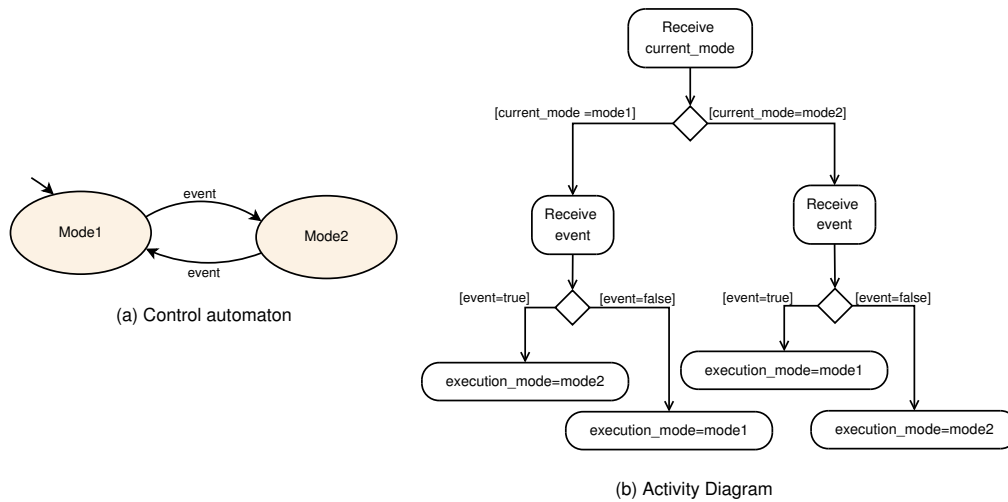 event
Mode1
Mode2
event
(a) Control automaton
Receive
current_mode
[current_mode =mode1]
[current_mode=mode2]
Receive
event
Receive
event
[event=true]
[event=false]
[event=true]
[event=false]
execution_mode=mode2
execution_mode=mode1
execution_mode=mode1
execution_mode=mode2
(b) Activity Diagram